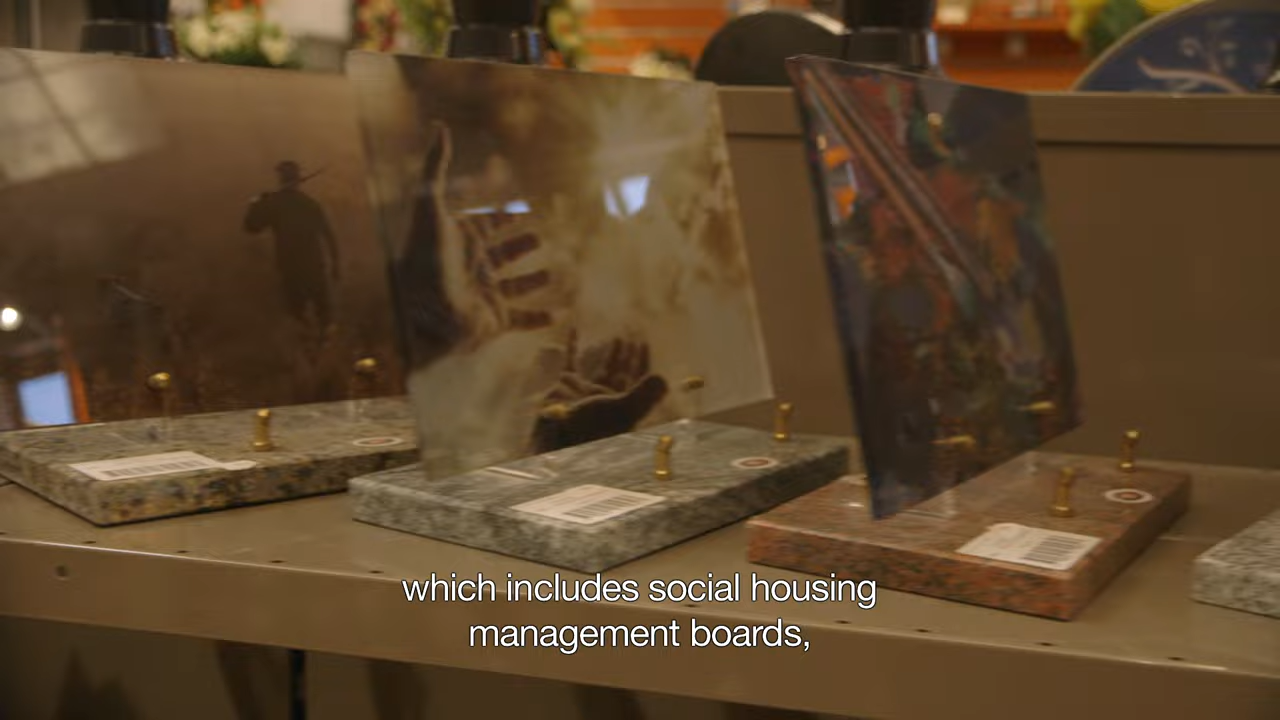 which includes social housing
management boards,